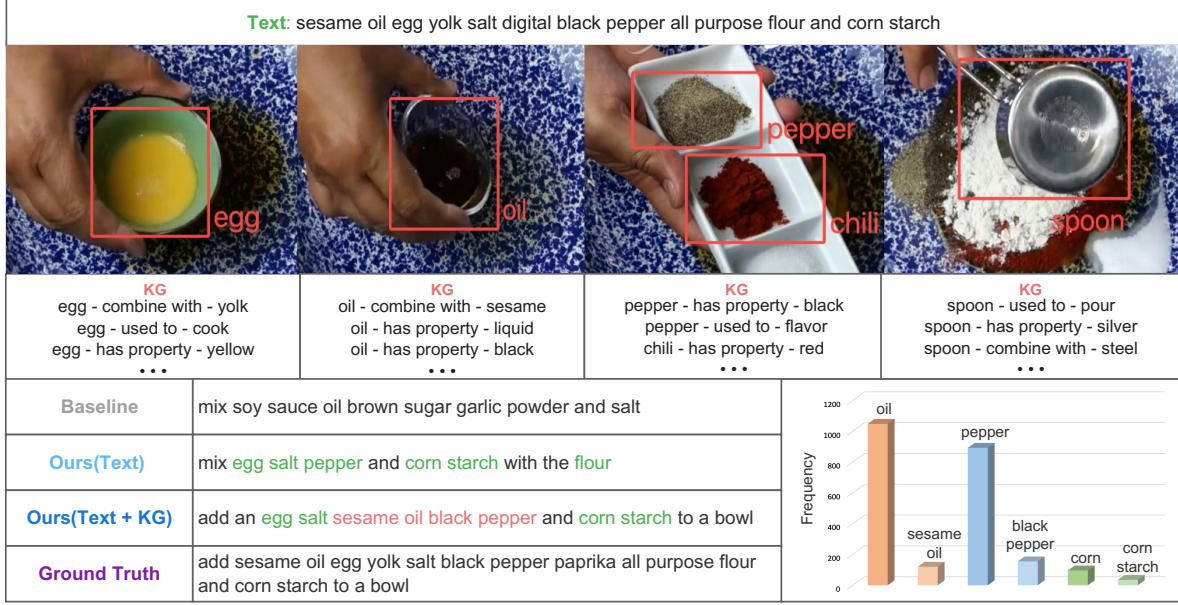 Text: sesame oil egg yolk salt digital black pepper all purpose flour and corn starch
egg
oil
pepper
chili
spoon
KG
egg - combine with - yolk
egg - used to - cook
egg - has property - yellow
• • •
KG
oil - combine with - sesame
oil - has property - liquid
oil - has property - black
• • •
KG
pepper - has property - black
pepper - used to - flavor
chili - has property - red
• • •
KG
spoon - used to - pour
spoon - has property - silver
spoon - combine with - steel
• • •
Baseline
mix soy sauce oil brown sugar garlic powder and salt
Ours(Text)
mix egg salt pepper and corn starch with the flour
Ours(Text + KG)
add an egg salt sesame oil black pepper and corn starch to a bowl
Ground Truth
add sesame oil egg yolk salt black pepper paprika all purpose flour
and corn starch to a bowl
Frequency
1200
1000
800
600
400
200
0
oil
sesame
oil
pepper
black
pepper
corn
corn
starch